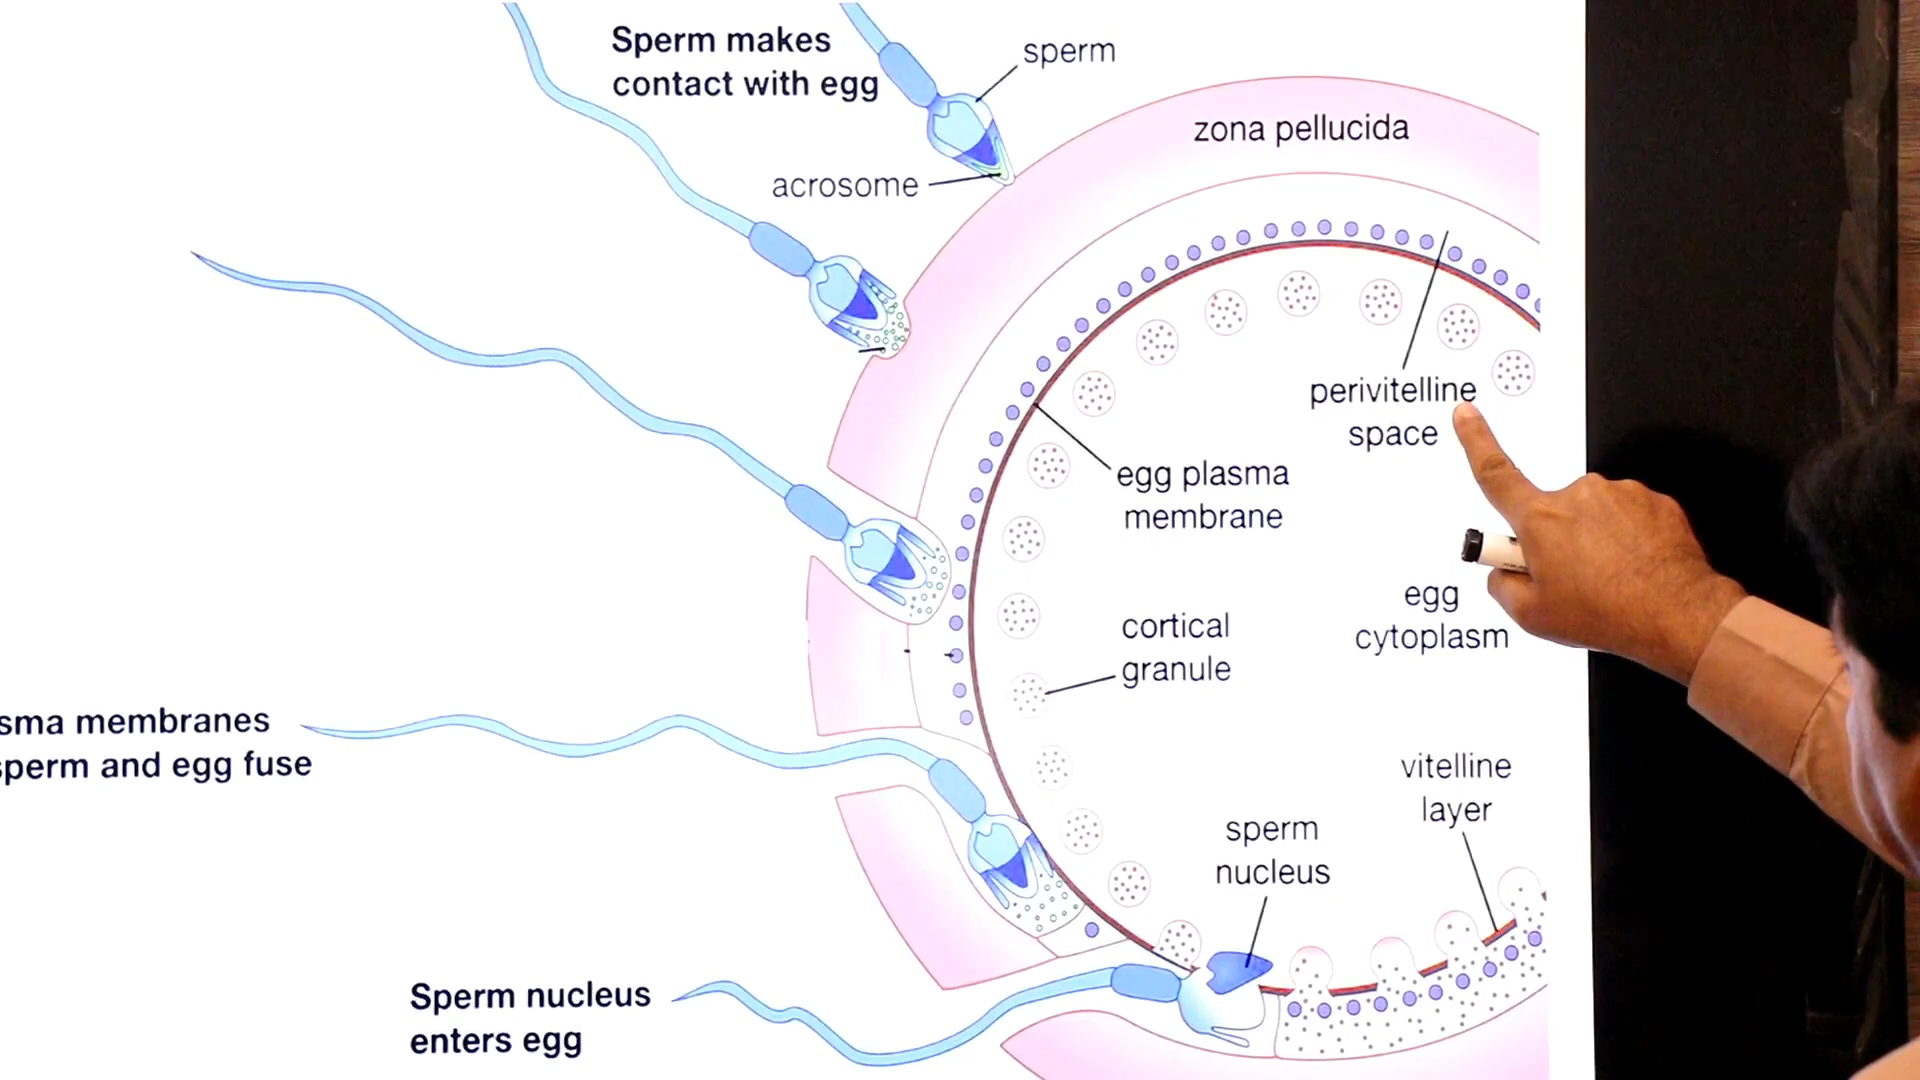 Sperm makes
contact with egg
sperm
zona pellucida
acrosome
perivitelline
space
egg plasma
membrane
egg
cytoplasm
cortical
granule
sma membranes
sperm and egg fuse
vitelline
layer
sperm
nucleus
Sperm nucleus
enters egg